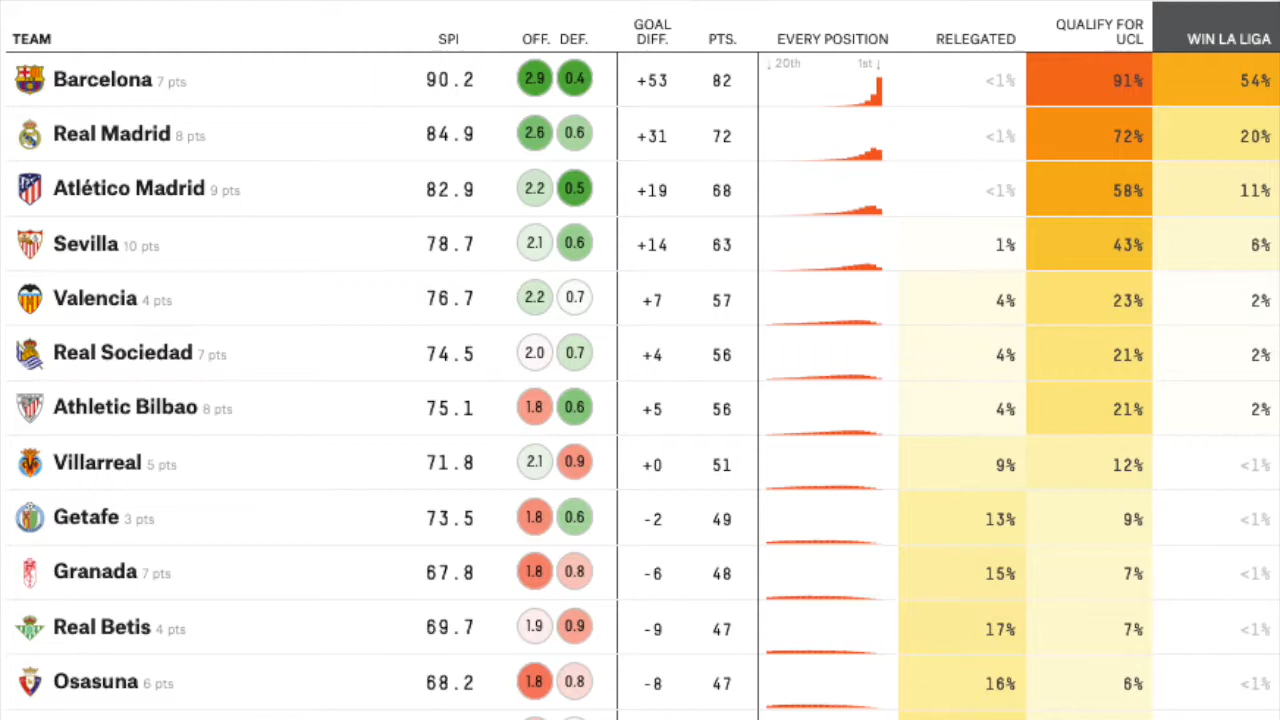 TEAM SPI OFF. DEF. GOAL DIFF. PTS. EVERY POSITION RELEGATED QUALIFY FOR UCL WIN LA LIGA
↓ 20th 1st ↓
Barcelona 7 pts 90.2 2.9 0.4 +53 82 <1% 91% 54%
Real Madrid 8 pts 84.9 2.6 0.6 +31 72 <1% 72% 20%
Atlético Madrid 9 pts 82.9 2.2 0.5 +19 68 <1% 58% 11%
Sevilla 10 pts 78.7 2.1 0.6 +14 63 1% 43% 6%
Valencia 4 pts 76.7 2.2 0.7 +7 57 4% 23% 2%
Real Sociedad 7 pts 74.5 2.0 0.7 +4 56 4% 21% 2%
Athletic Bilbao 8 pts 75.1 1.8 0.6 +5 56 4% 21% 2%
Villarreal 5 pts 71.8 2.1 0.9 +0 51 9% 12% <1%
Getafe 3 pts 73.5 1.8 0.6 -2 49 13% 9% <1%
Granada 7 pts 67.8 1.8 0.8 -6 48 15% 7% <1%
Real Betis 4 pts 69.7 1.9 0.9 -9 47 17% 7% <1%
Osasuna 6 pts 68.2 1.8 0.8 -8 47 16% 6% <1%